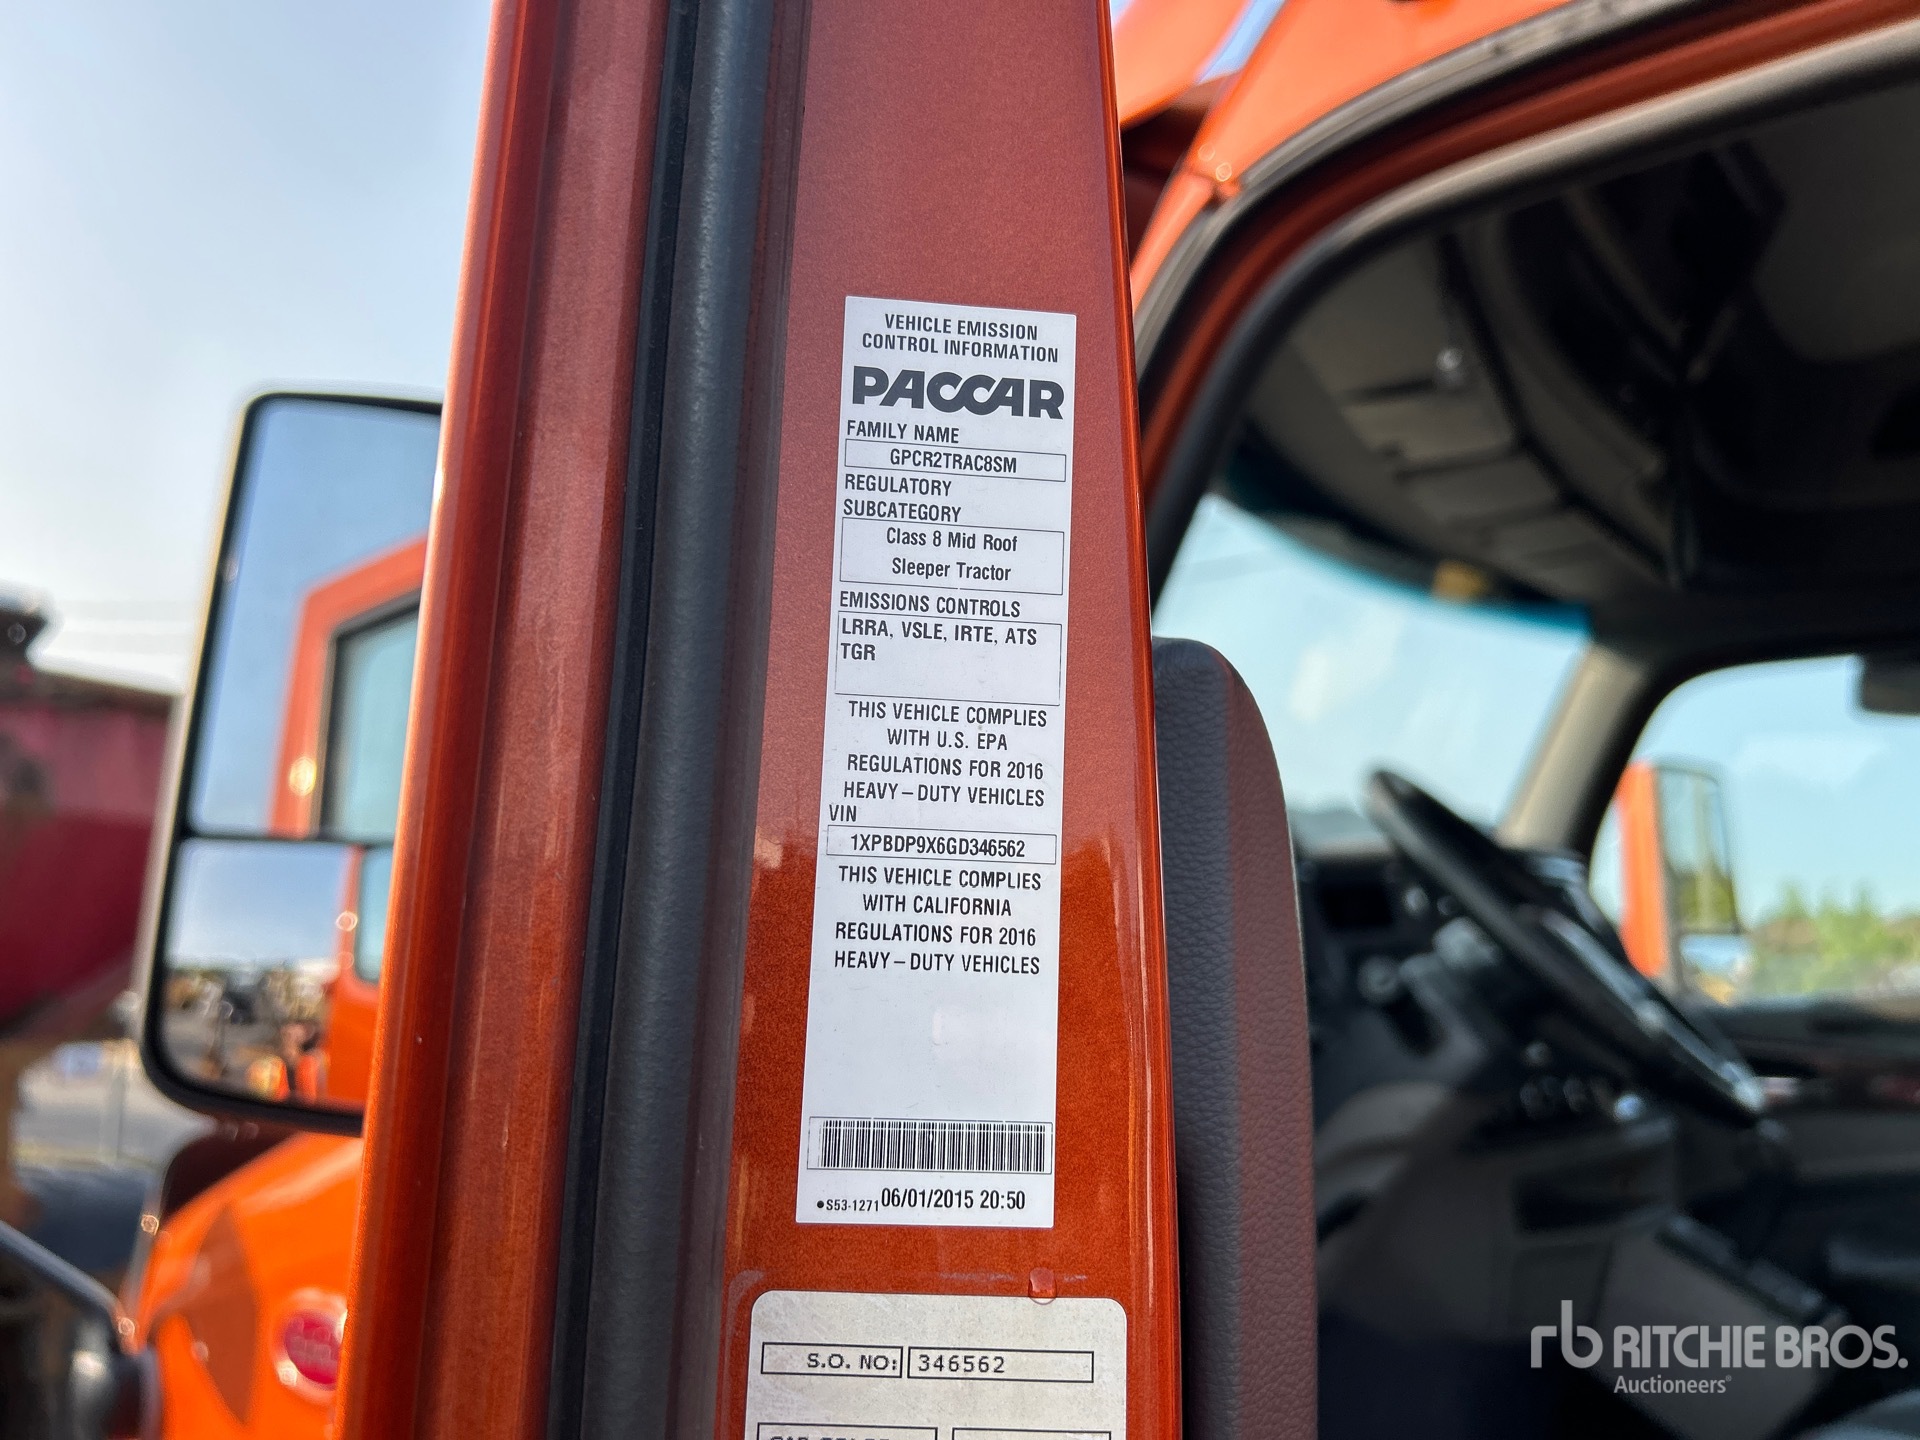 VEHICLE EMISSION
CONTROL INFORMATION
PACCAR
FAMILY NAME
GPCR2TRAC8SM
REGULATORY
SUBCATEGORY
Class 8 Mid Roof
Sleeper Tractor
EMISSIONS CONTROLS
LRRA, VSLE, IRTE, ATS
TGR
THIS VEHICLE COMPLIES
WITH U.S. EPA
REGULATIONS FOR 2016
HEAVY-DUTY VEHICLES
VIN
1XPBDP9X6GD346562
THIS VEHICLE COMPLIES
WITH CALIFORNIA
REGULATIONS FOR 2016
HEAVY-DUTY VEHICLES
•S53-1271 06/01/2015 20:50
S.O. NO: 346562
rb RITCHIE BROS.
Auctioneers